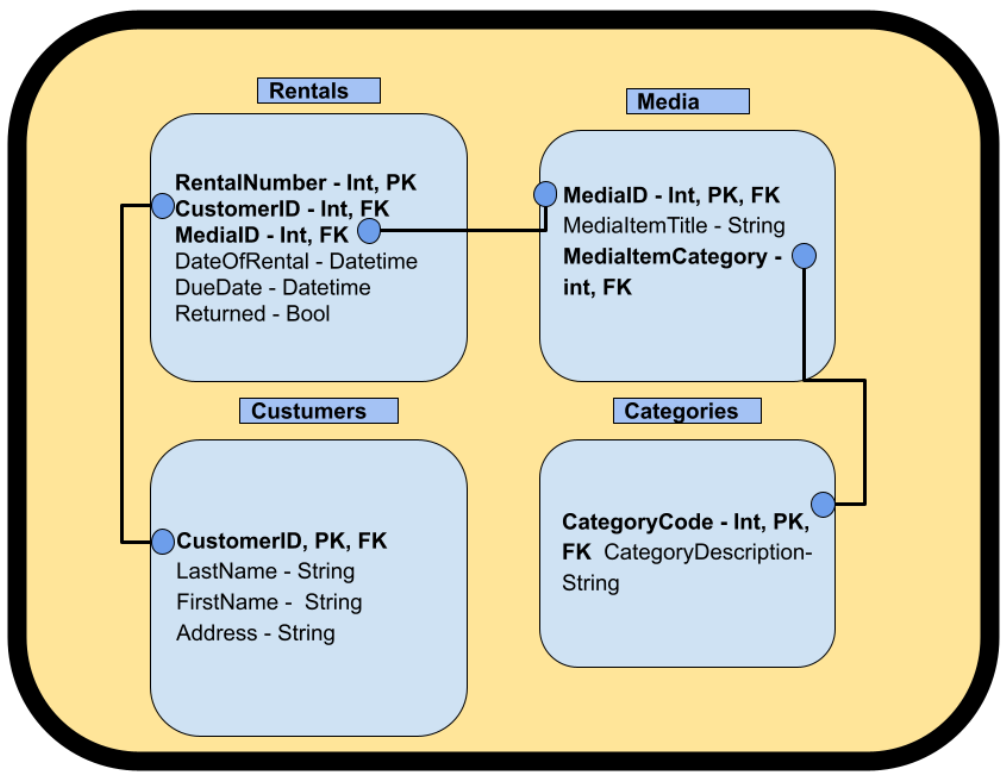 Rentals
RentalNumber - Int, PK
CustomerID - Int, FK
MediaID - Int, FK
DateOfRental - Datetime
DueDate - Datetime
Returned - Bool
Media
MediaID - Int, PK, FK
MediaItemTitle - String
MediaItemCategory -
int, FK
Custumers
CustomerID, PK, FK
LastName - String
FirstName -  String
Address - String
Categories
CategoryCode - Int, PK,
FK  CategoryDescription-
String